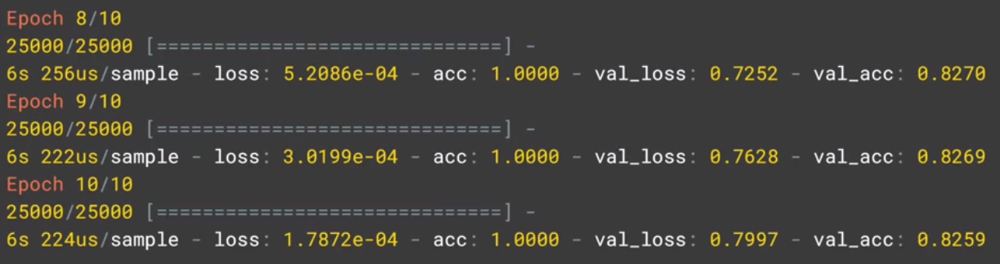 Epoch 8/10
25000/25000 [==============================] -
6s 256us/sample - loss: 5.2086e-04 - acc: 1.0000 - val_loss: 0.7252 - val_acc: 0.8270
Epoch 9/10
25000/25000 [==============================] -
6s 222us/sample - loss: 3.0199e-04 - acc: 1.0000 - val_loss: 0.7628 - val_acc: 0.8269
Epoch 10/10
25000/25000 [==============================] -
6s 224us/sample - loss: 1.7872e-04 - acc: 1.0000 - val_loss: 0.7997 - val_acc: 0.8259